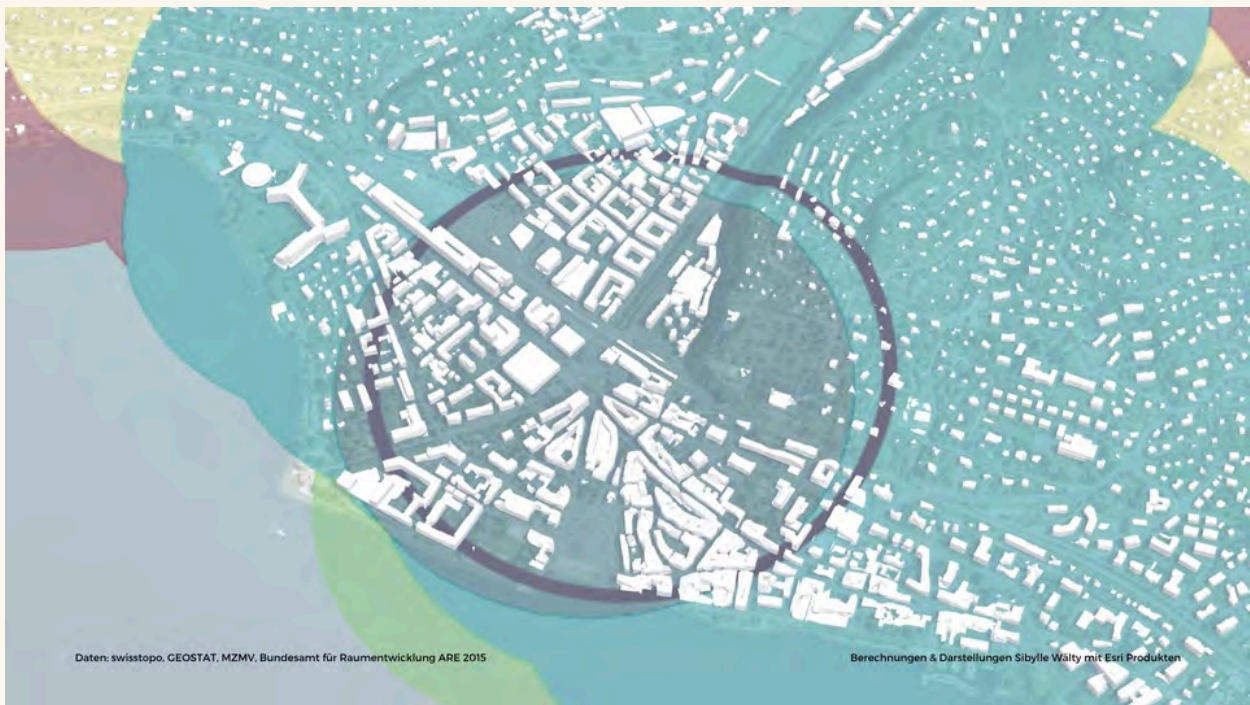 Daten: swisstopo, GEOSTAT, MZMV, Bundesamt für Raumentwicklung ARE 2015
Berechnungen & Darstellungen Sibylle Wälty mit Esri Produkten